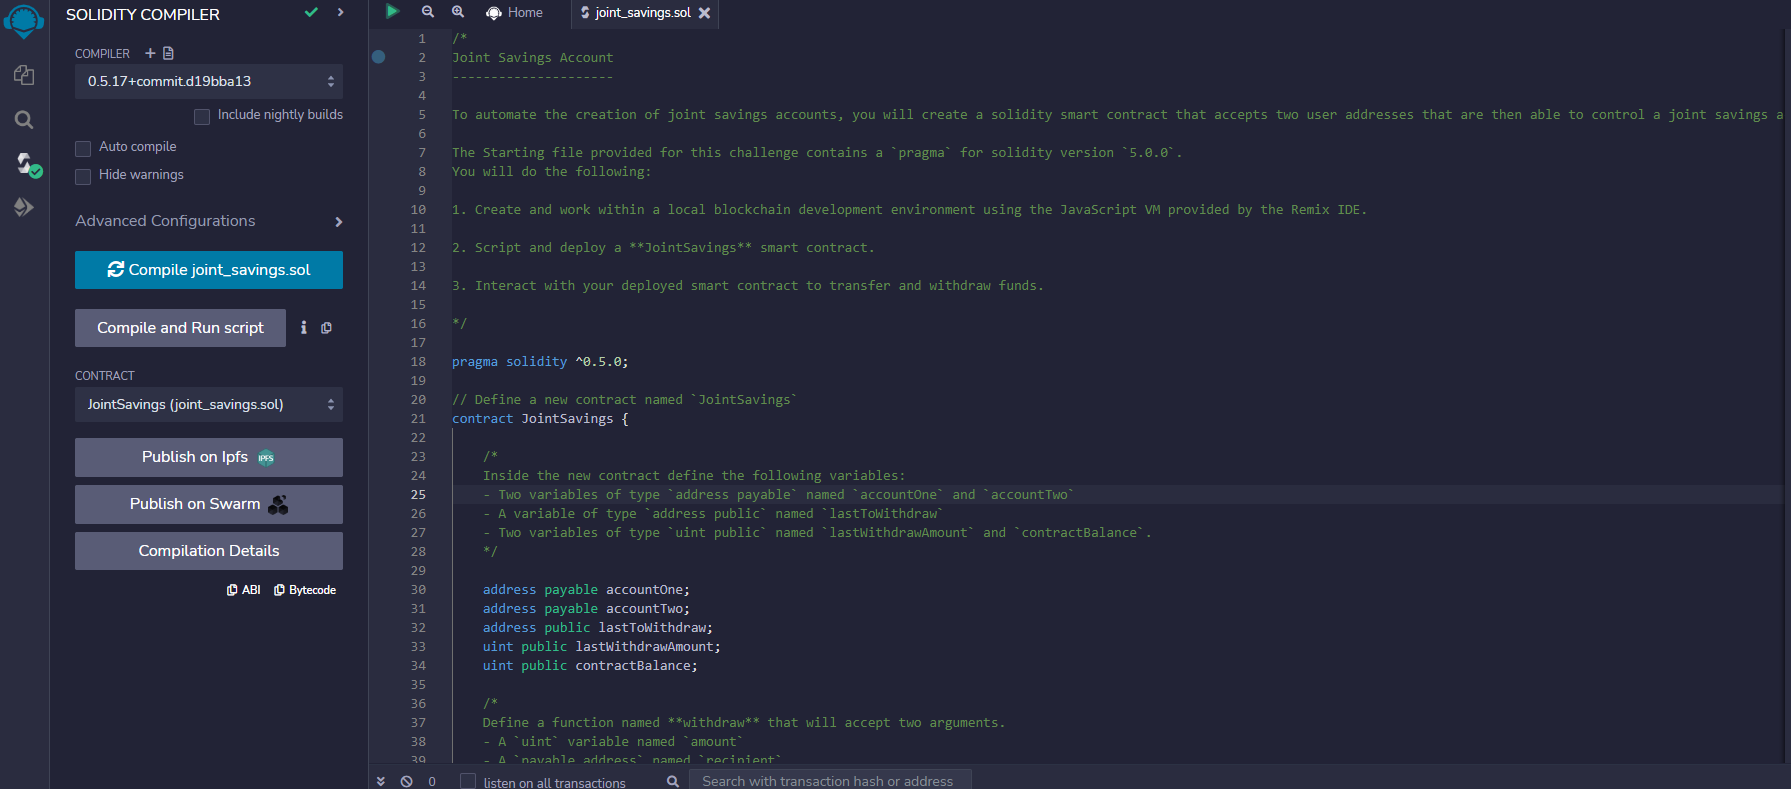 SOLIDITY COMPILER
COMPILER
0.5.17+commit.d19bba13
Include nightly builds
Auto compile
Hide warnings
Advanced Configurations
Compile joint_savings.sol
Compile and Run script
CONTRACT
JointSavings (joint_savings.sol)
Publish on Ipfs
IPFS
Publish on Swarm
Compilation Details
ABI Bytecode
Home joint_savings.sol
1 /*
2 Joint Savings Account
3 ---------------------
4
5 To automate the creation of joint savings accounts, you will create a solidity smart contract that accepts two user addresses that are then able to control a joint savings a
6
7 The Starting file provided for this challenge contains a `pragma` for solidity version `5.0.0`.
8 You will do the following:
9
10 1. Create and work within a local blockchain development environment using the JavaScript VM provided by the Remix IDE.
11
12 2. Script and deploy a **JointSavings** smart contract.
13
14 3. Interact with your deployed smart contract to transfer and withdraw funds.
15
16 */
17
18 pragma solidity ^0.5.0;
19
20 // Define a new contract named `JointSavings`
21 contract JointSavings {
22
23 /*
24 Inside the new contract define the following variables:
25 - Two variables of type `address payable` named `accountOne` and `accountTwo`
26 - A variable of type `address public` named `lastToWithdraw`
27 - Two variables of type `uint public` named `lastWithdrawAmount` and `contractBalance`.
28 */
29
30 address payable accountOne;
31 address payable accountTwo;
32 address public lastToWithdraw;
33 uint public lastWithdrawAmount;
34 uint public contractBalance;
35
36 /*
37 Define a function named **withdraw** that will accept two arguments.
38 - A `uint` variable named `amount`
39 - A `payable address` named `recipient`
0 listen on all transactions Search with transaction hash or address